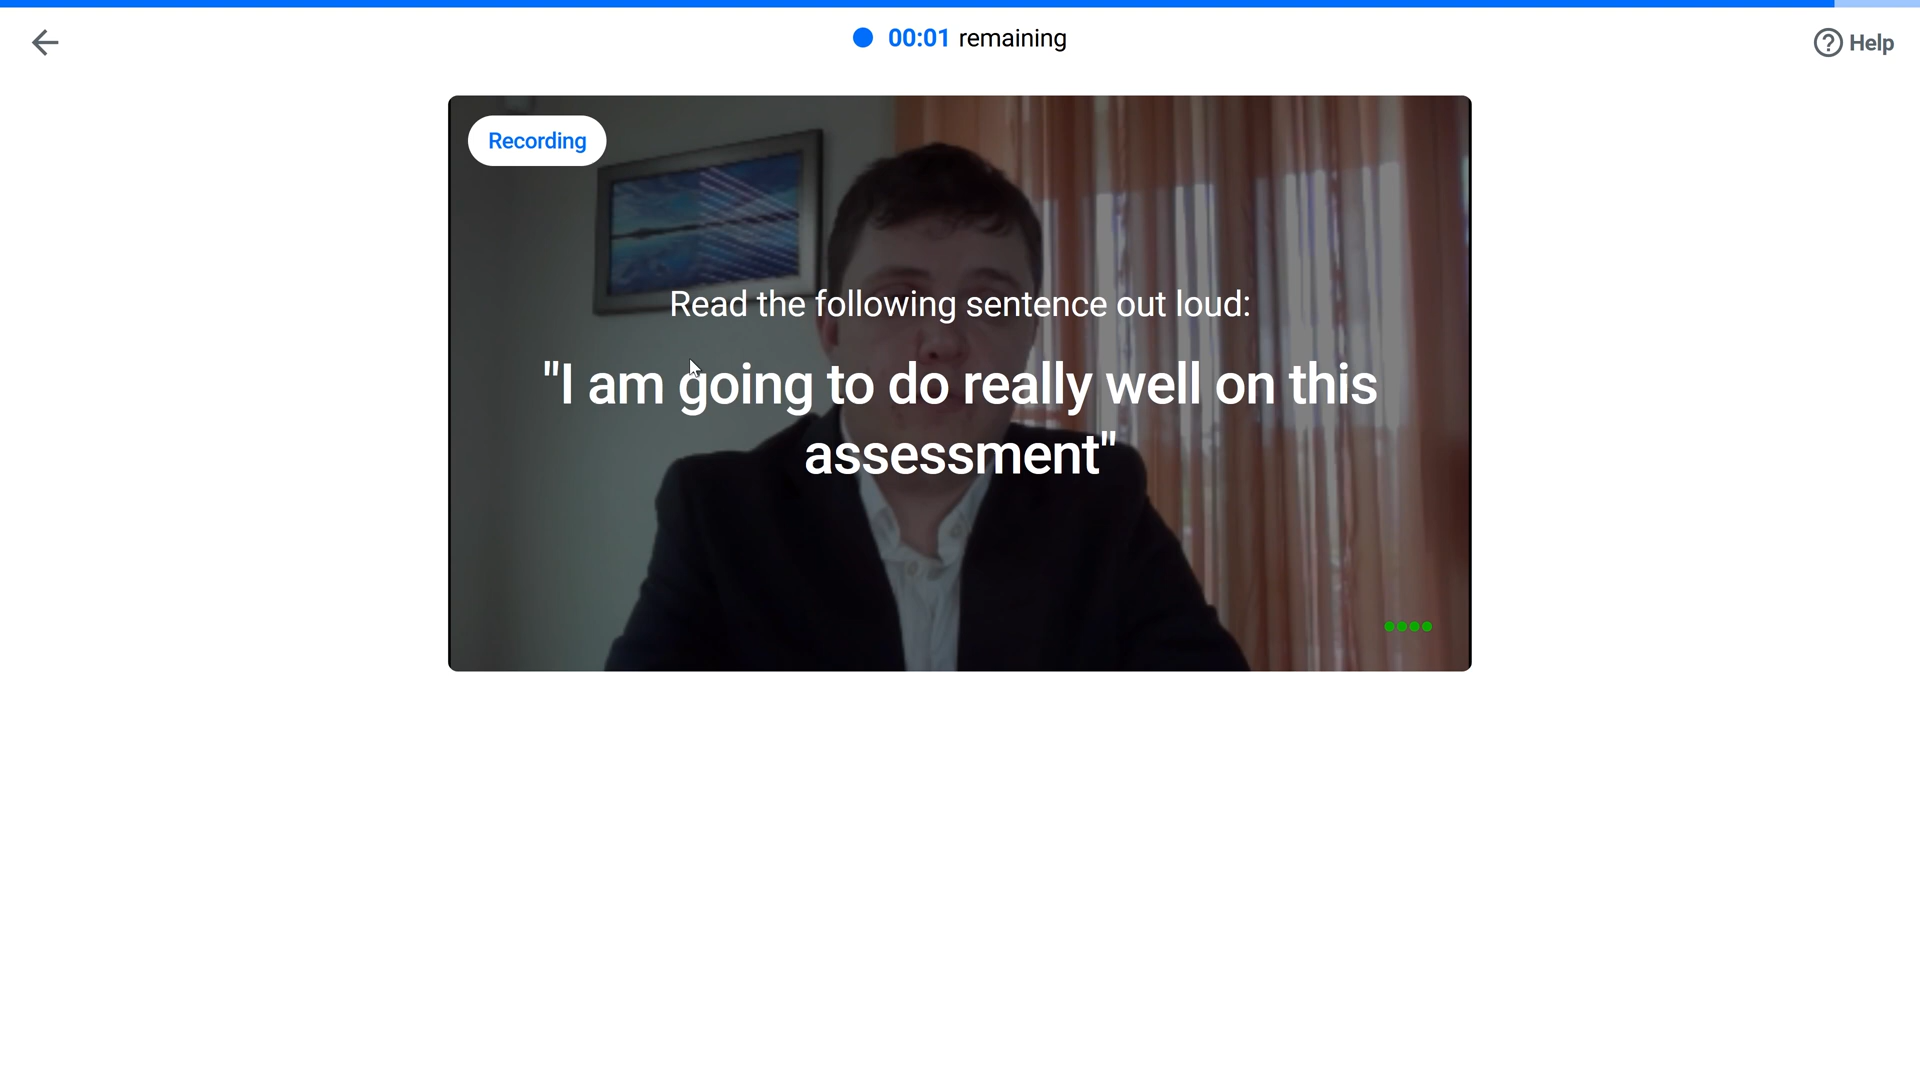 00:01 remaining
Help
Recording
Read the following sentence out loud:
"I am going to do really well on this
assessment"